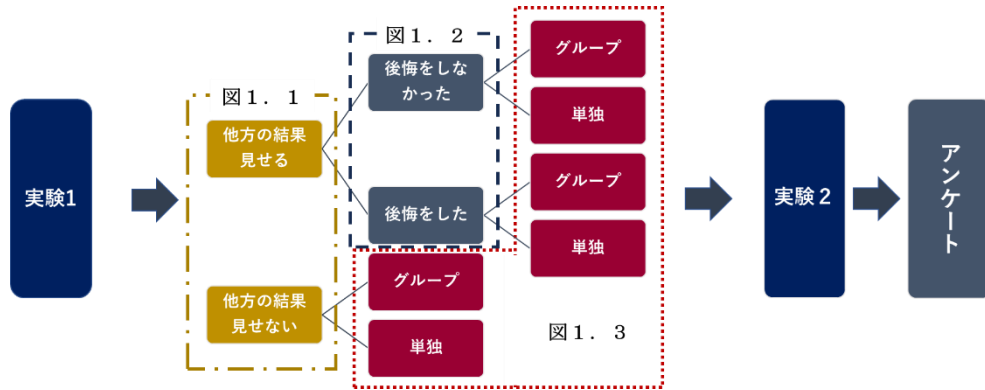 実験1
図1．1
他方の結果
見せる
他方の結果
見せない
図1．2
後悔をしな
かった
後悔をした
グループ
単独
グループ
単独
グループ
単独
図1．3
実験２
アンケート